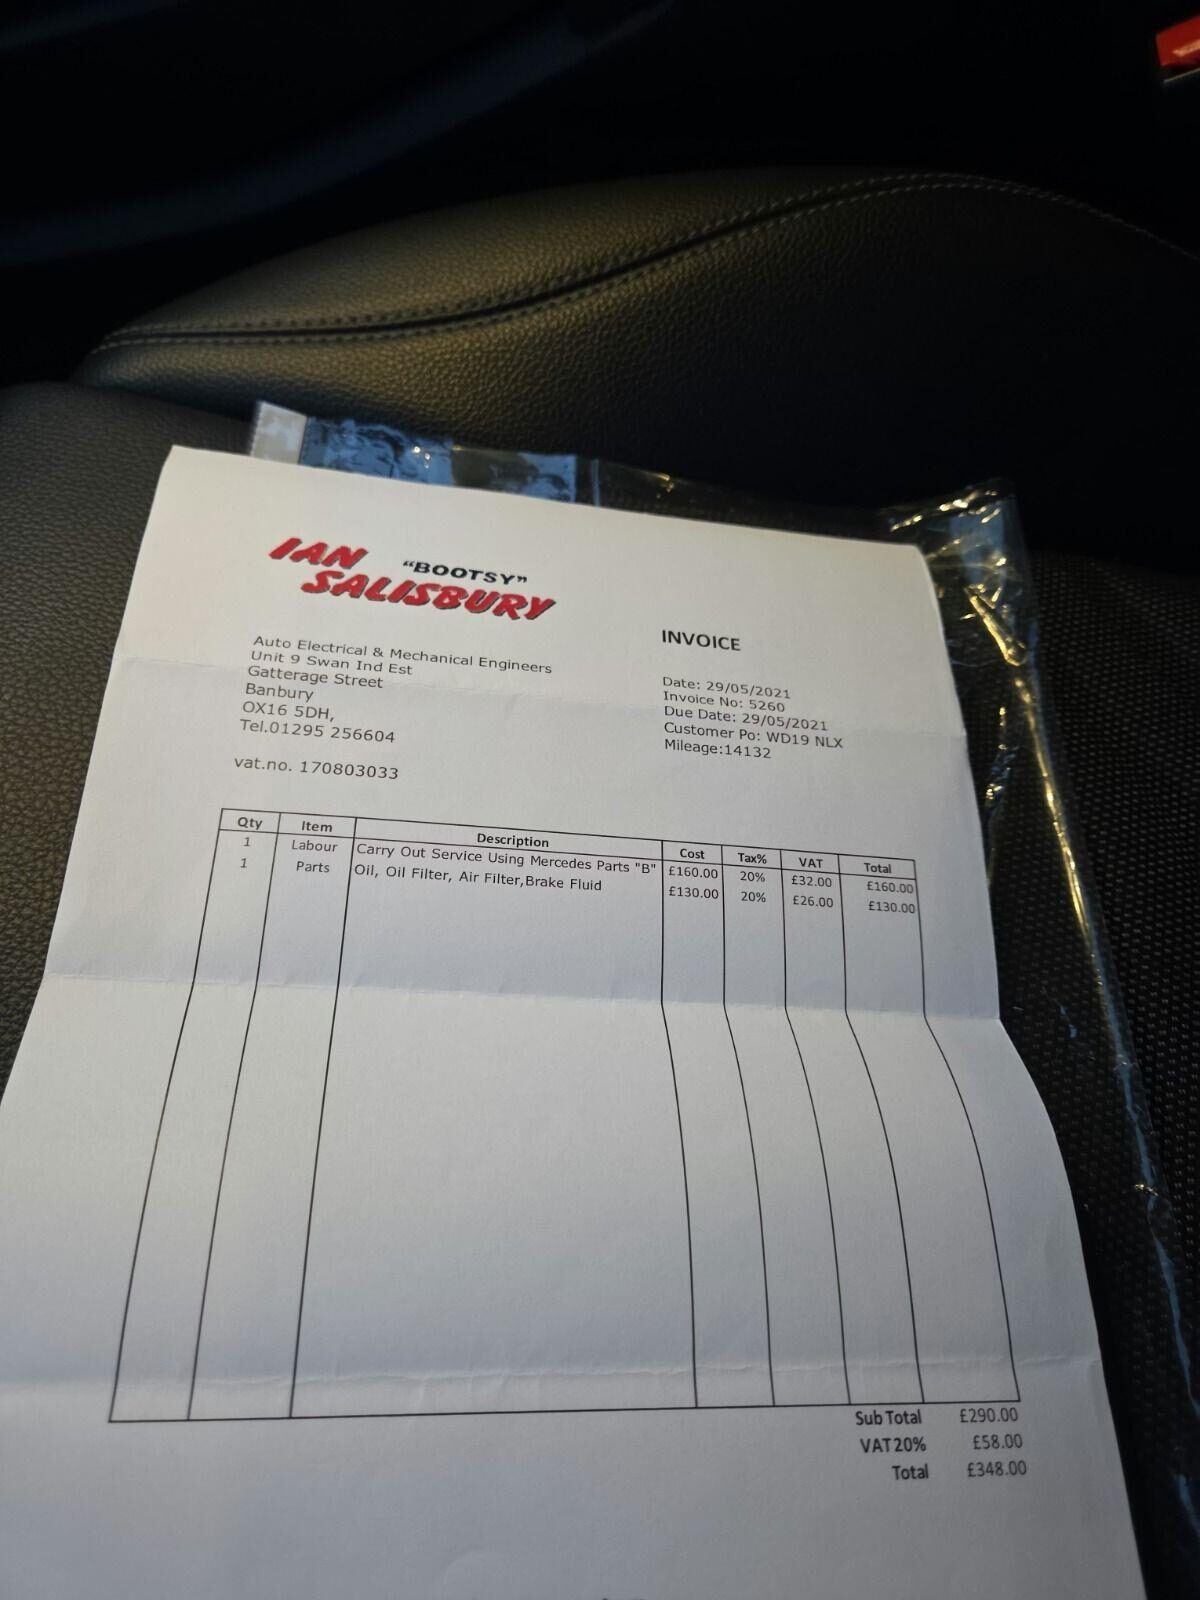 IAN "BOOTSY"
SALISBURY
Auto Electrical & Mechanical Engineers
Unit 9 Swan Ind Est
Gatterage Street
Banbury
OX16 5DH,
Tel.01295 256604
vat.no. 170803033
INVOICE
Date: 29/05/2021
Invoice No: 5260
Due Date: 29/05/2021
Customer Po: WD19 NLX
Mileage:14132
Qty Item Description Cost Tax% VAT Total
1 Labour Carry Out Service Using Mercedes Parts "B" £160.00 20% £32.00 £160.00
1 Parts Oil, Oil Filter, Air Filter,Brake Fluid £130.00 20% £26.00 £130.00
Sub Total £290.00
VAT20% £58.00
Total £348.00